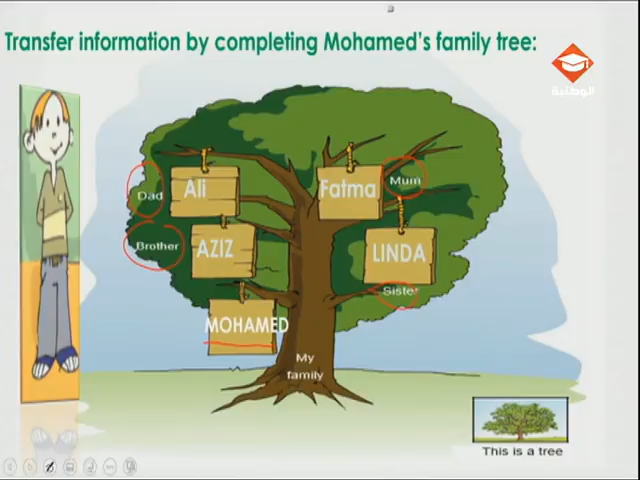 Transfer information by completing Mohamed's family tree:
الوطنية
Dad
Ali
Fatma
Mum
Brother
AZIZ
LINDA
Sister
MOHAMED
My
family
This is a tree